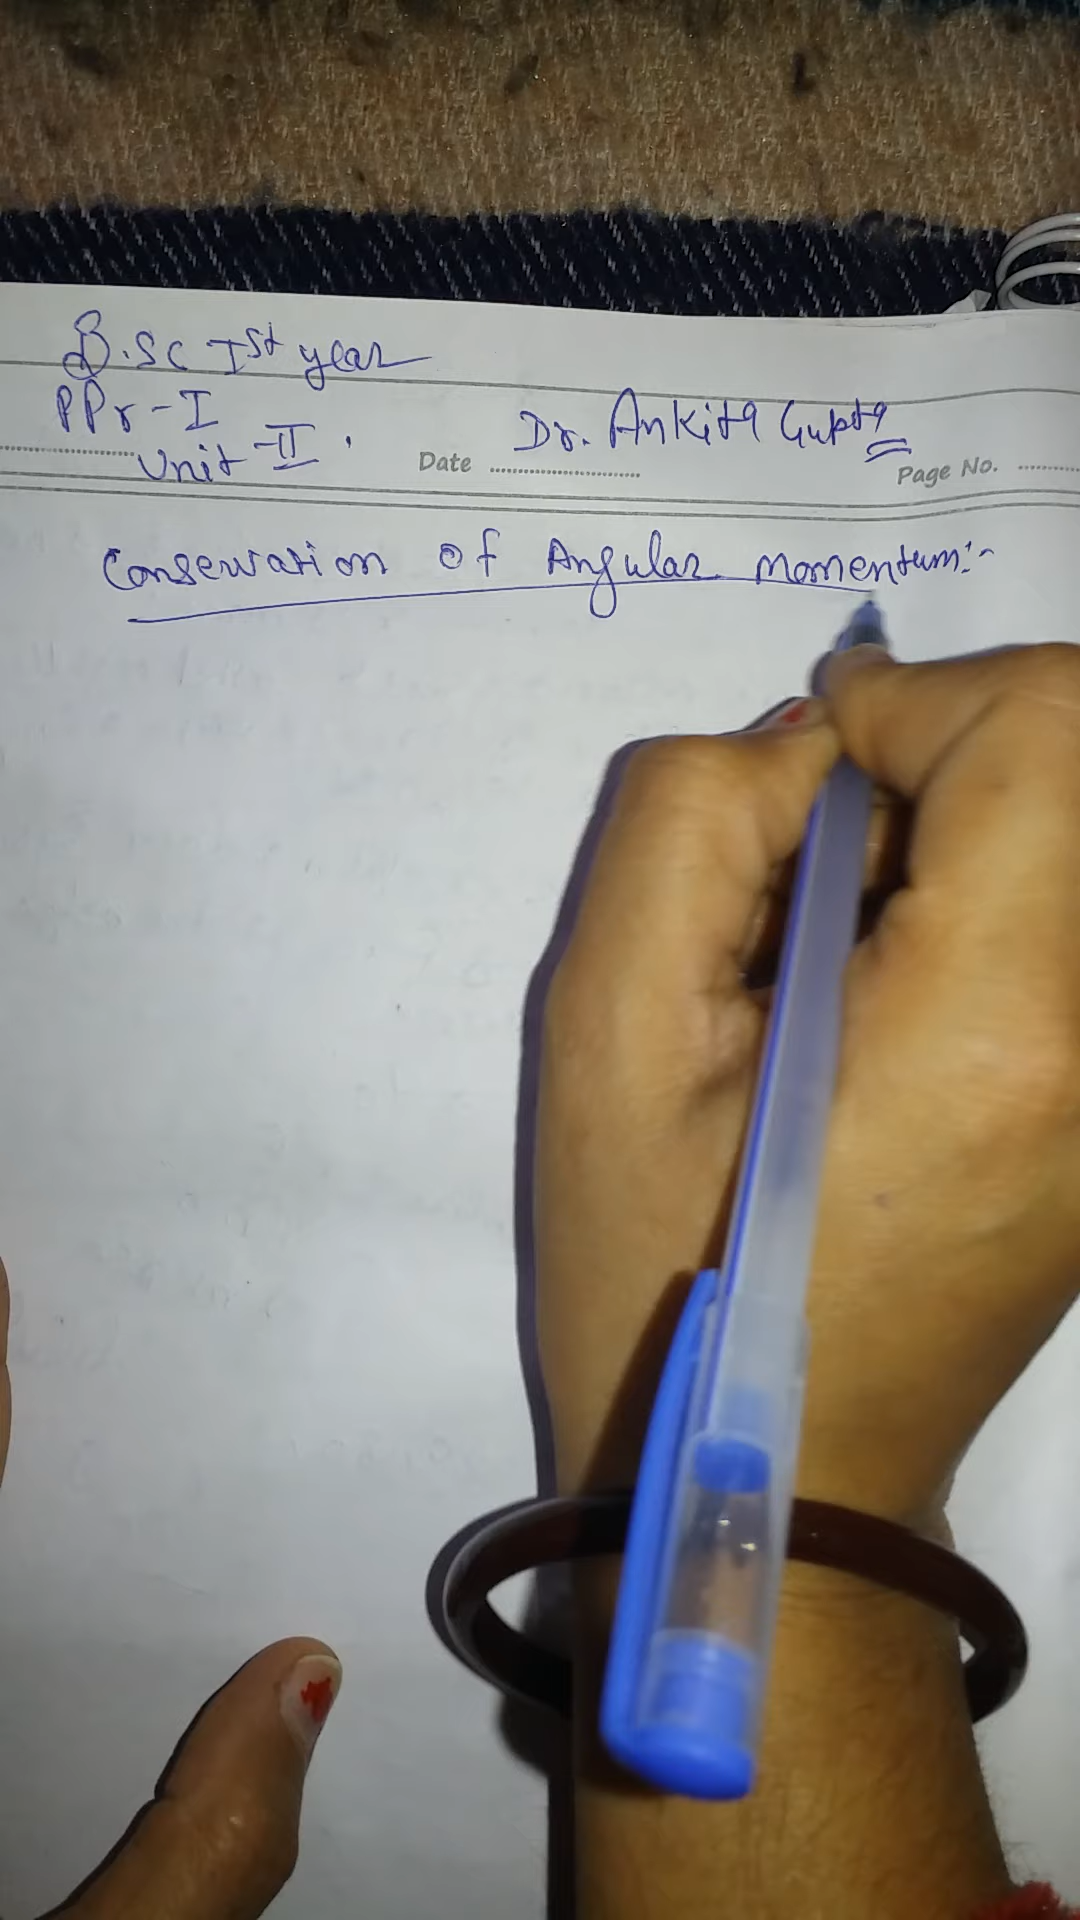 B.Sc Ist year
PPr-I
Unit-II.
Dr. Ankita Gupta
Date
Page No.
Conservation of Angular momentum:-